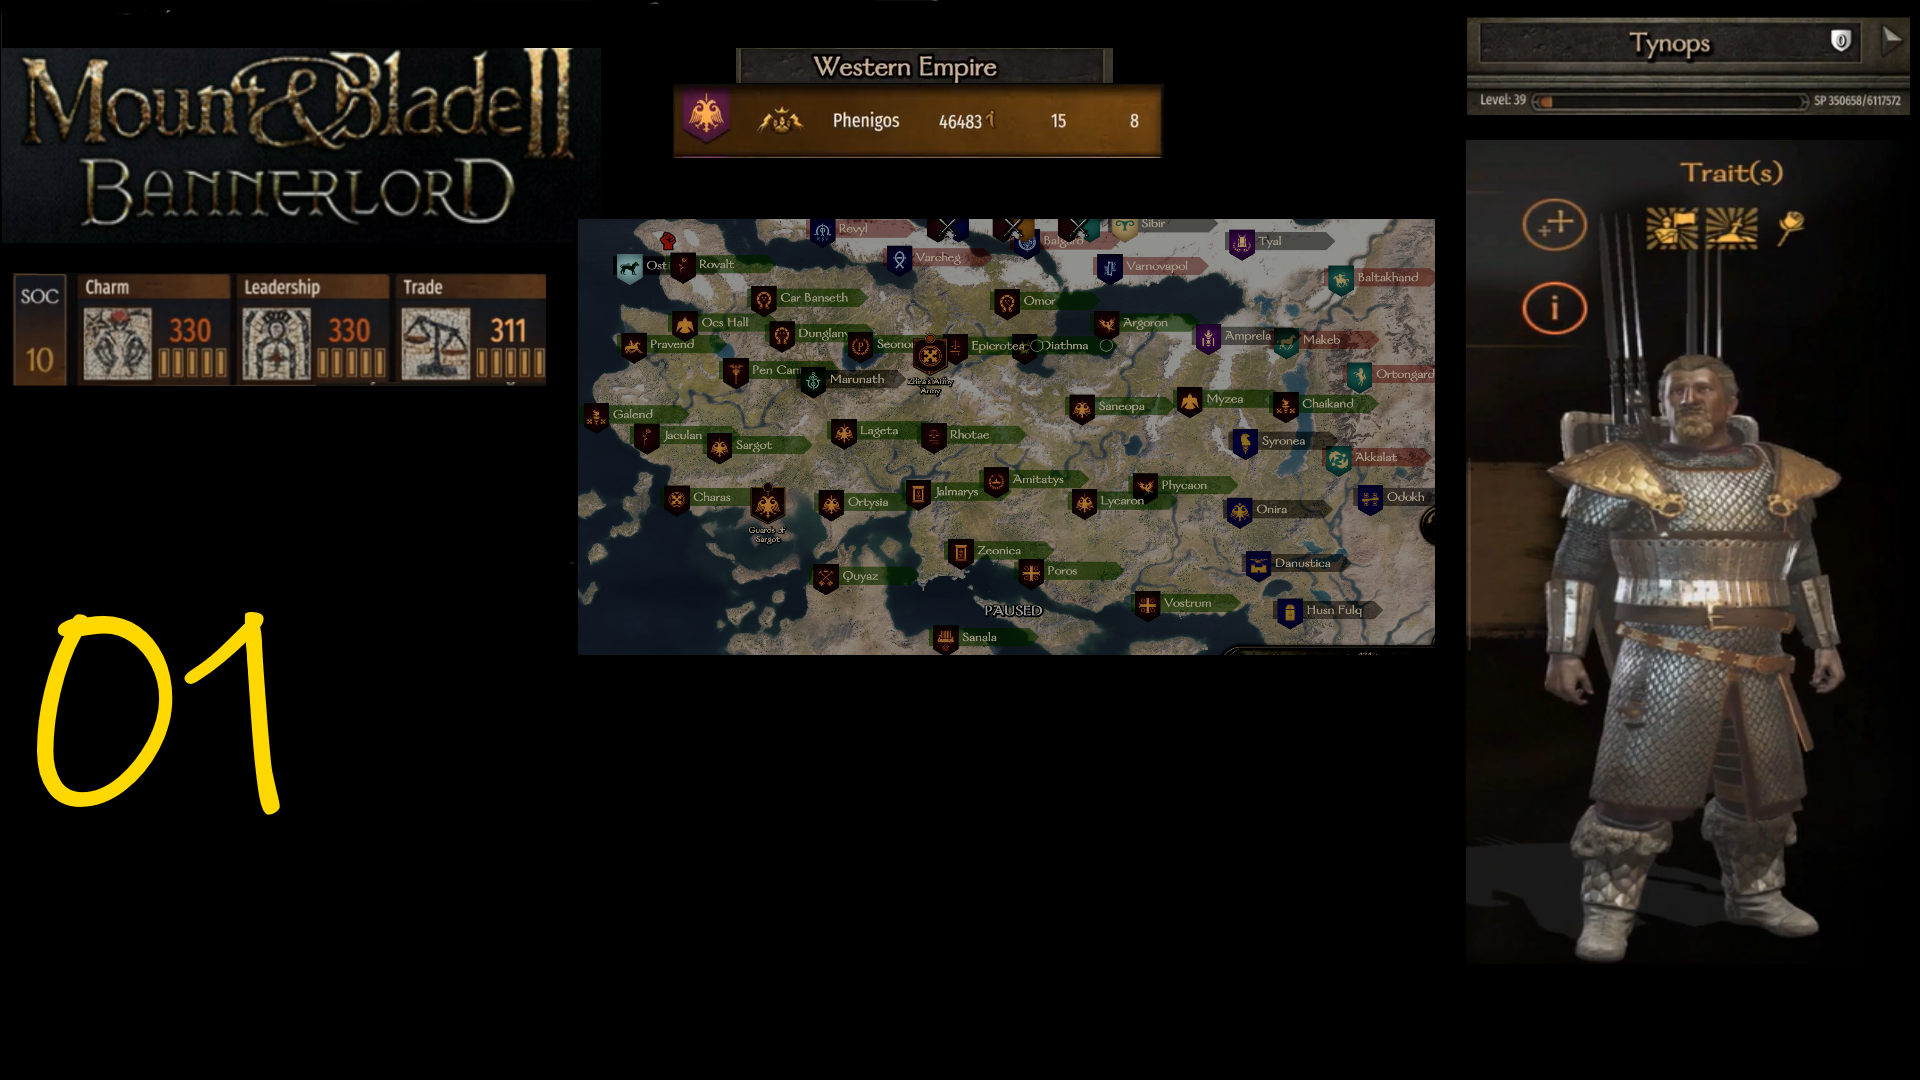 Mount & Blade II
BANNERLORD
Western Empire
Phenigos 46483 15 8
Tynops 0
Level: 39 SP 350658/6117572
SOC
10
Charm
330
Leadership
330
Trade
311
Trait(s)
i
Revyl
Sibir
Balgard
Tyal
Ost
Rovalt
Varcheg
Varnovapol
Baltakhand
Car Banseth
Omor
Ocs Hall
Argoron
Pravend
Dunglanys
Seonon
Epicrotea
Diathma
Amprela
Makeb
Pen Cannoc
Marunath
Army
Ortongard
Galend
Saneopa
Myzea
Chaikand
Jaculan
Sargot
Lageta
Rhotae
Syronea
Akkalat
Charas
Ortysia
Jalmarys
Amitatys
Lycaron
Phycaon
Onira
Odokh
Guards of
Sargot
Zeonica
Danustica
Quyaz
Poros
PAUSED
Vostrum
Husn Fulq
Sanala
01